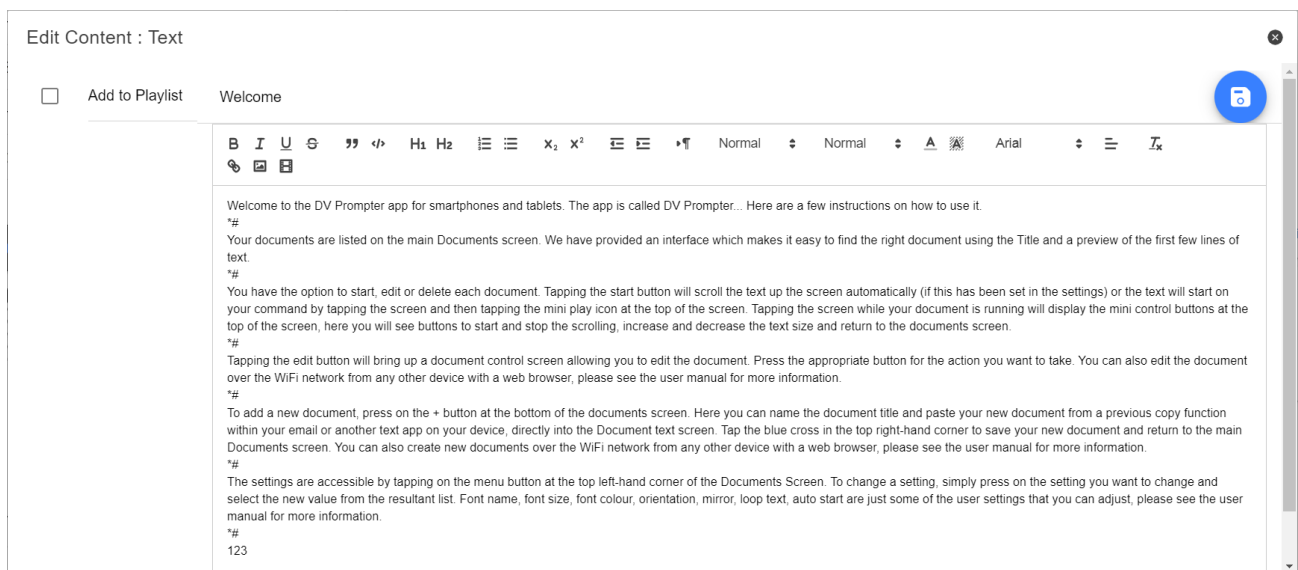 Edit Content : Text
Add to Playlist
Welcome
B I U S ” </> H1 H2 X2 X² ¶ Normal Normal A A Arial Tx
Welcome to the DV Prompter app for smartphones and tablets. The app is called DV Prompter... Here are a few instructions on how to use it.
*#
Your documents are listed on the main Documents screen. We have provided an interface which makes it easy to find the right document using the Title and a preview of the first few lines of
text.
*#
You have the option to start, edit or delete each document. Tapping the start button will scroll the text up the screen automatically (if this has been set in the settings) or the text will start on
your command by tapping the screen and then tapping the mini play icon at the top of the screen. Tapping the screen while your document is running will display the mini control buttons at the
top of the screen, here you will see buttons to start and stop the scrolling, increase and decrease the text size and return to the documents screen.
*#
Tapping the edit button will bring up a document control screen allowing you to edit the document. Press the appropriate button for the action you want to take. You can also edit the document
over the WiFi network from any other device with a web browser, please see the user manual for more information.
*#
To add a new document, press on the + button at the bottom of the documents screen. Here you can name the document title and paste your new document from a previous copy function
within your email or another text app on your device, directly into the Document text screen. Tap the blue cross in the top right-hand corner to save your new document and return to the main
Documents screen. You can also create new documents over the WiFi network from any other device with a web browser, please see the user manual for more information.
*#
The settings are accessible by tapping on the menu button at the top left-hand corner of the Documents Screen. To change a setting, simply press on the setting you want to change and
select the new value from the resultant list. Font name, font size, font colour, orientation, mirror, loop text, auto start are just some of the user settings that you can adjust, please see the user
manual for more information.
*#
123